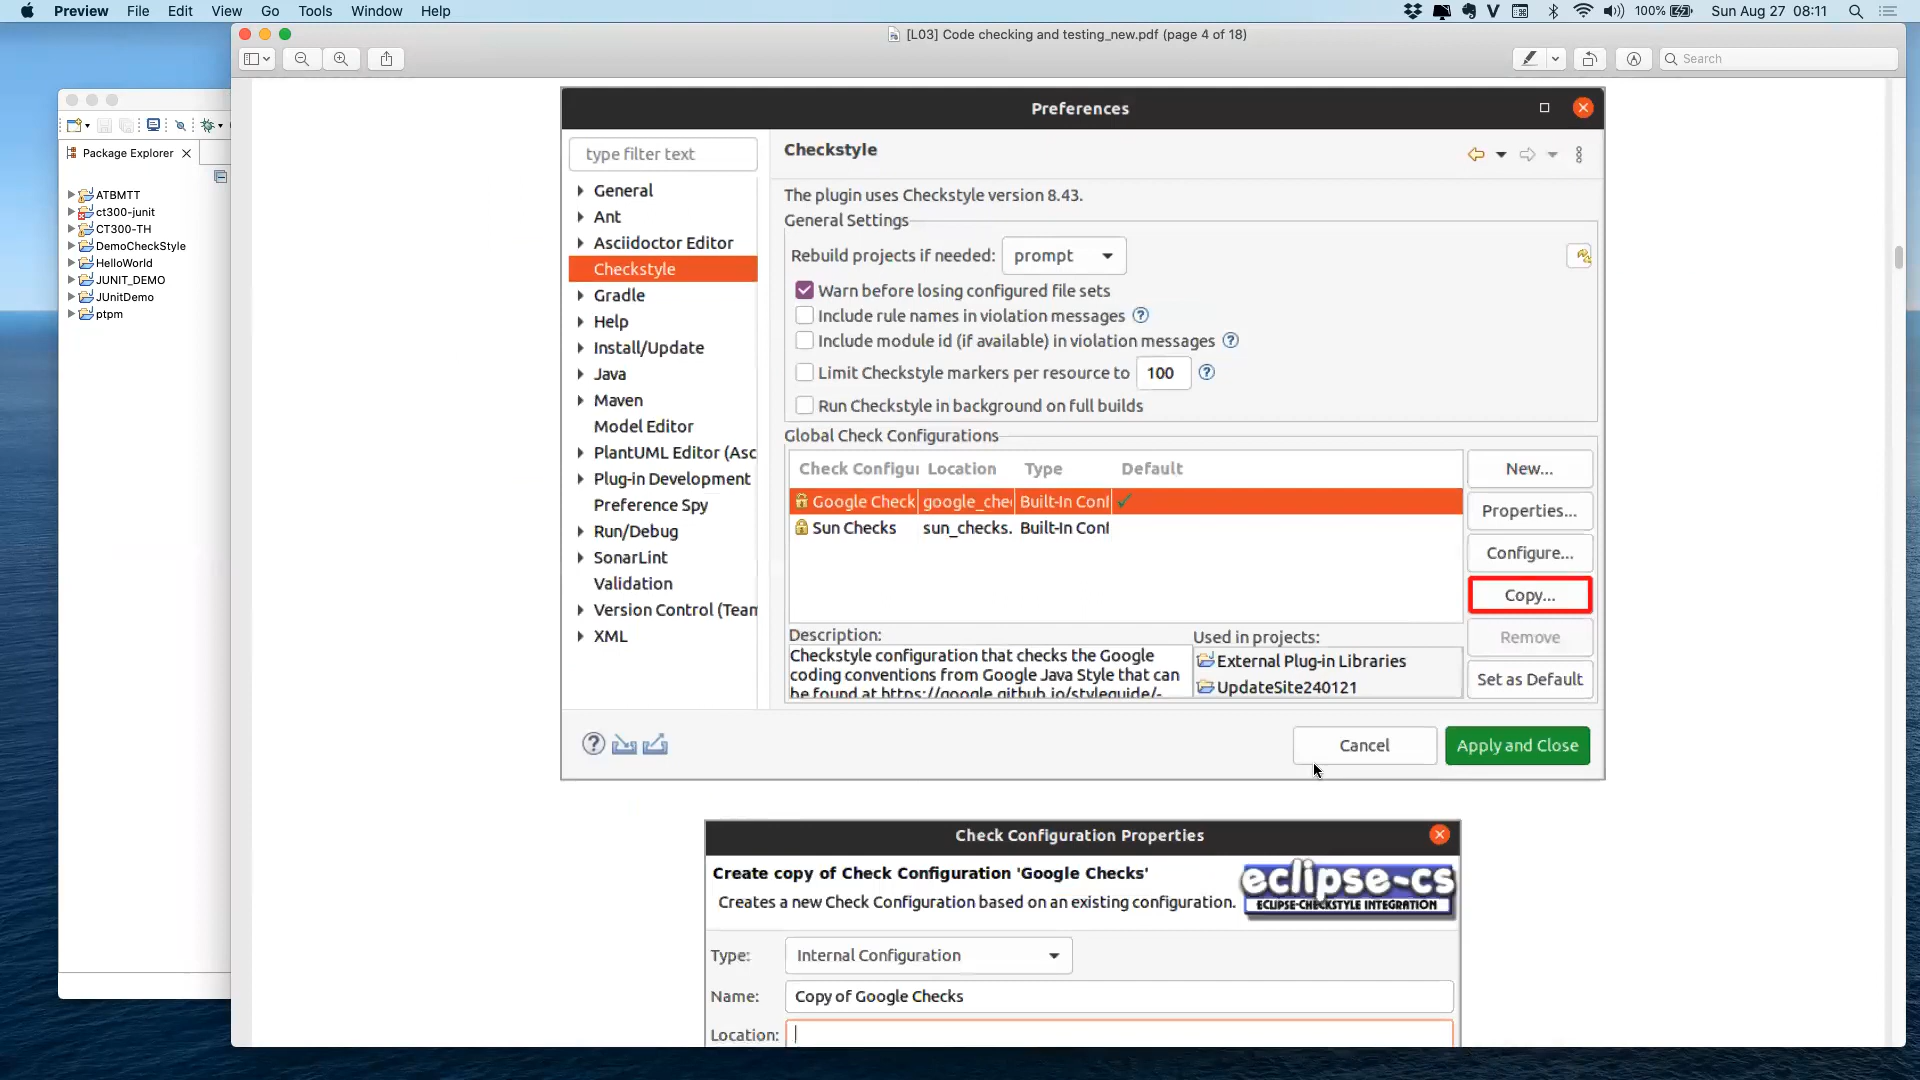 Preview File Edit View Go Tools Window Help
100% Sun Aug 27 08:11
[L03] Code checking and testing_new.pdf (page 4 of 18)
Search
Package Explorer
ATBMTT
ct300-junit
CT300-TH
DemoCheckStyle
HelloWorld
JUNIT_DEMO
JUnitDemo
ptpm
Preferences
type filter text
General
Ant
Asciidoctor Editor
Checkstyle
Gradle
Help
Install/Update
Java
Maven
Model Editor
PlantUML Editor (Asc
Plug-in Development
Preference Spy
Run/Debug
SonarLint
Validation
Version Control (Tean
XML
Checkstyle
The plugin uses Checkstyle version 8.43.
General Settings
Rebuild projects if needed: prompt
Warn before losing configured file sets
Include rule names in violation messages
Include module id (if available) in violation messages
Limit Checkstyle markers per resource to 100
Run Checkstyle in background on full builds
Global Check Configurations
Check Configu Location Type Default
Google Check google_che Built-In Conf
Sun Checks sun_checks. Built-In Conf
New...
Properties...
Configure...
Copy...
Remove
Set as Default
Description:
Checkstyle configuration that checks the Google
coding conventions from Google Java Style that can
be found at https://google.github.io/styleguide/-
Used in projects:
External Plug-in Libraries
UpdateSite240121
Cancel Apply and Close
Check Configuration Properties
Create copy of Check Configuration 'Google Checks'
Creates a new Check Configuration based on an existing configuration.
eclipse-cs
ECLIPSE-CHECKSTYLE INTEGRATION
Type: Internal Configuration
Name: Copy of Google Checks
Location: